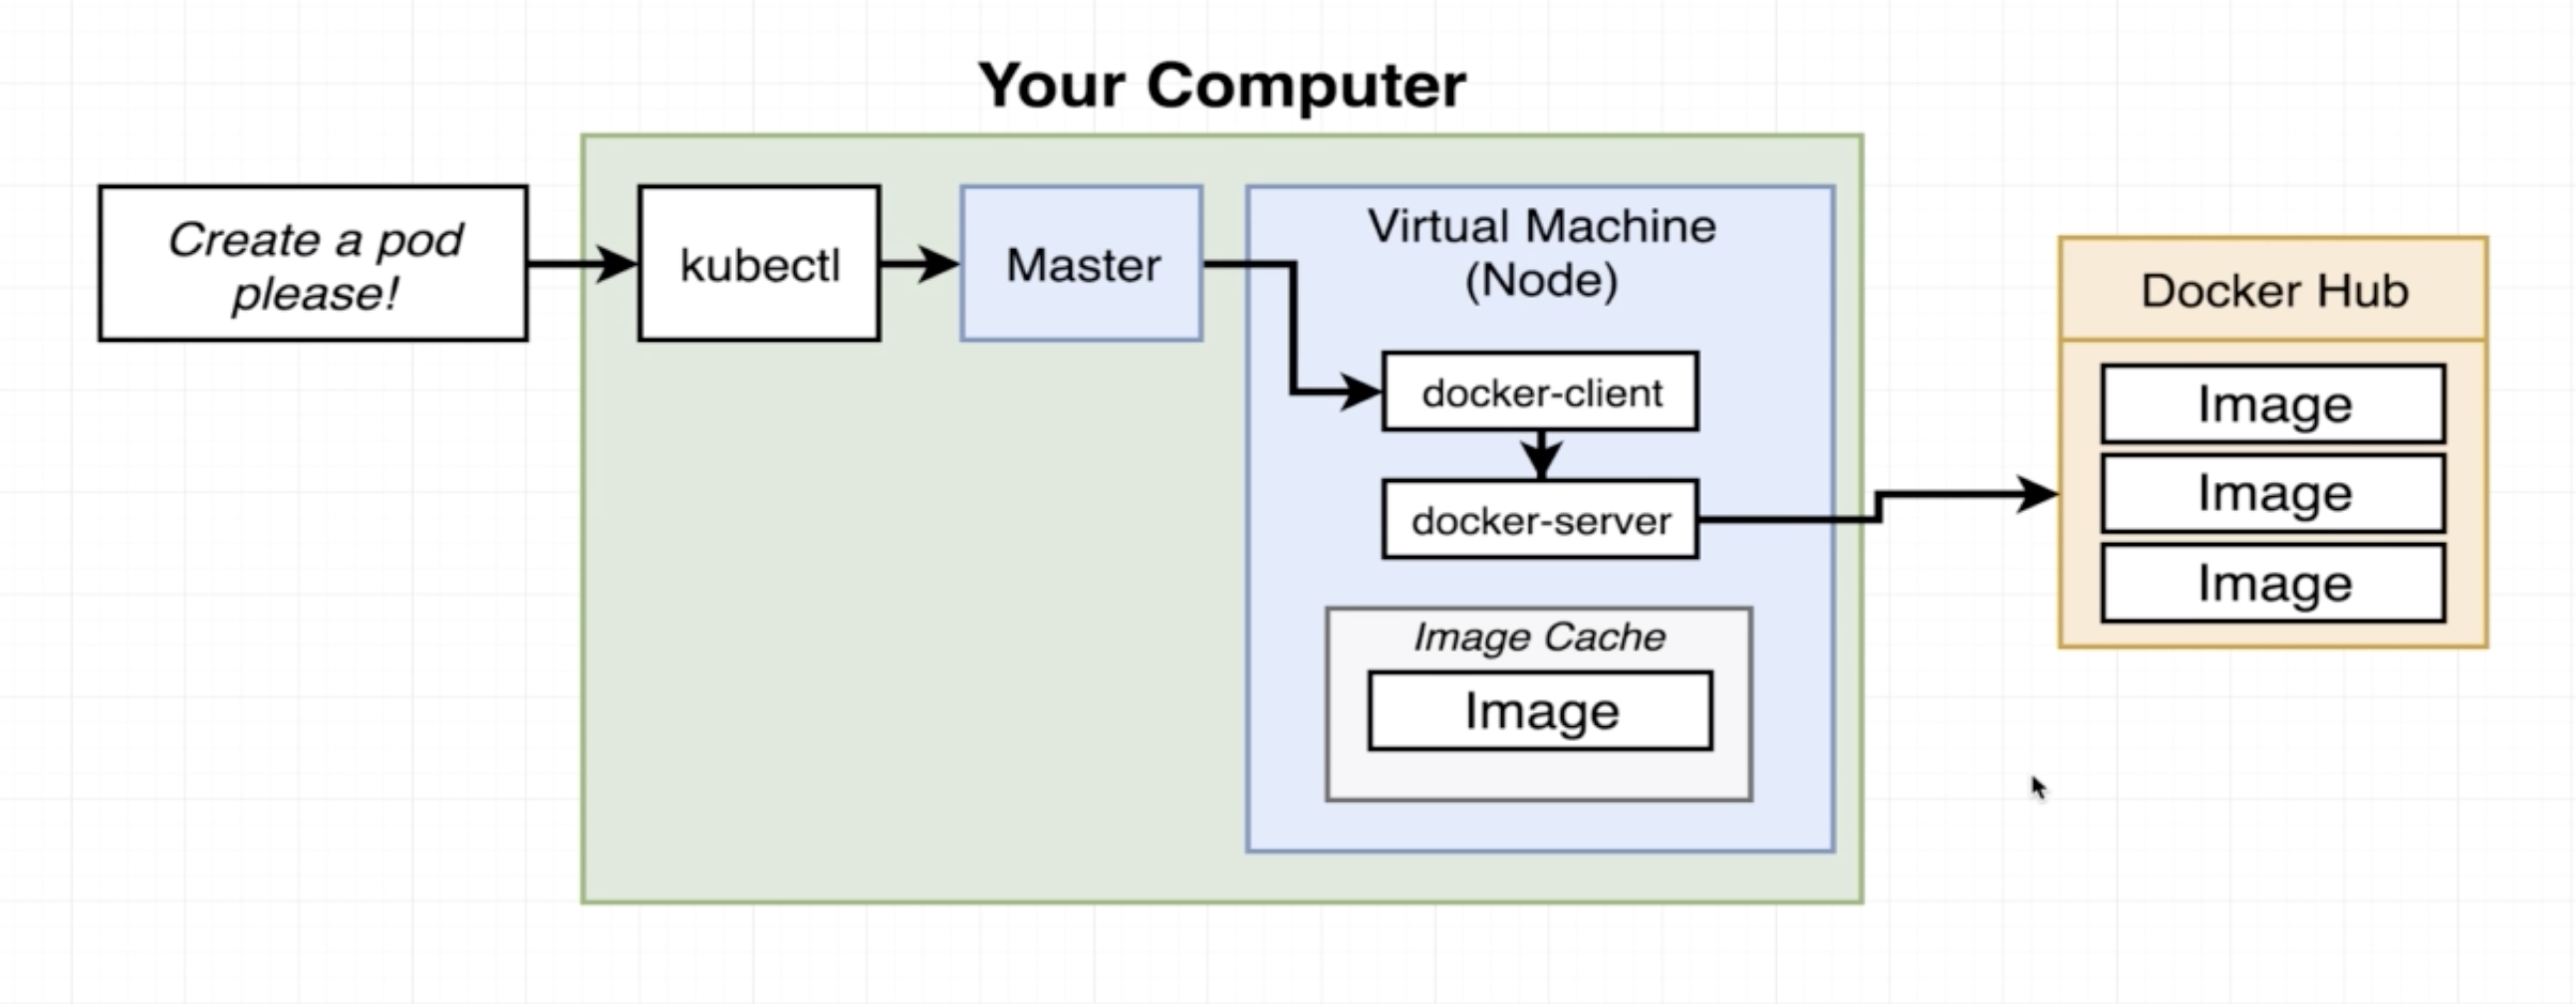 Your Computer
Create a pod
please!
kubectl
Master
Virtual Machine
(Node)
docker-client
docker-server
Image Cache
Image
Docker Hub
Image
Image
Image